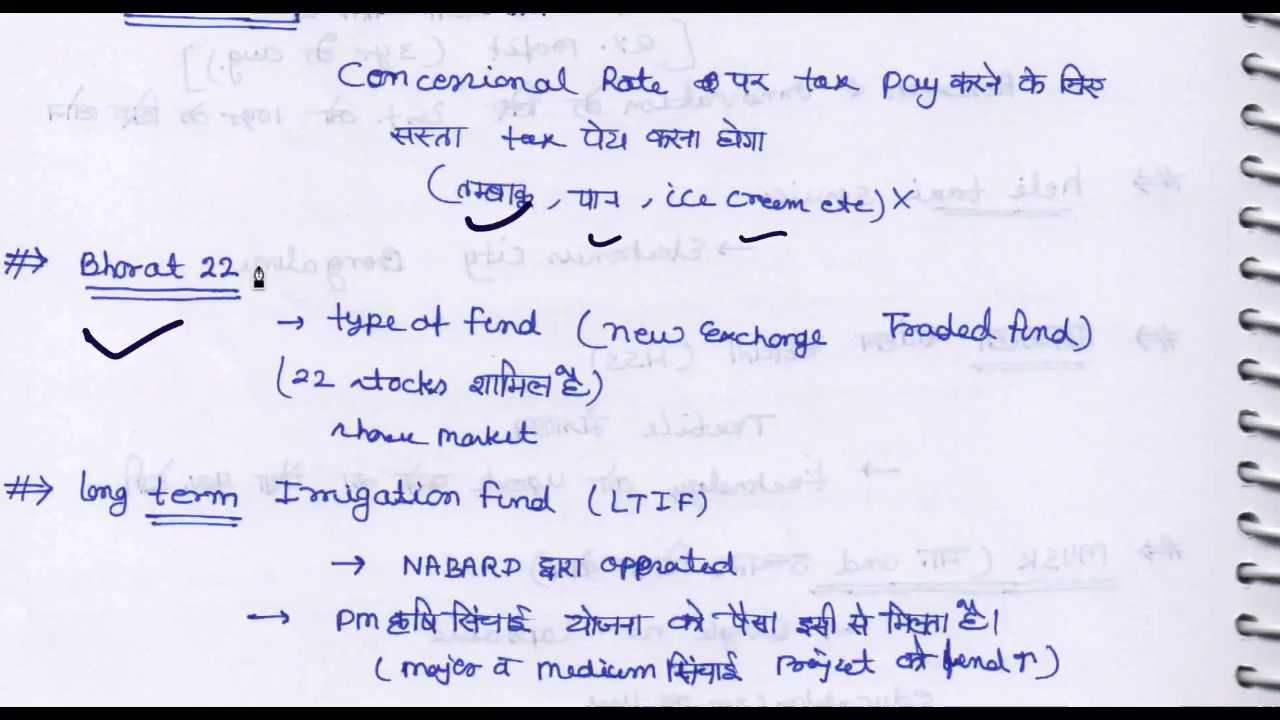 Concessional Rate पर tax pay करने के लिए
सस्ता tax पेय करना होगा
(तम्बाकू, पान, ice creem etc) X
#⇒ Bharat 22
→ type of fund (new Exchange Traded fund)
(22 stocks शामिल है)
share market
#⇒ long term Irrigation fund (LTIF)
→ NABARD द्वारा opprated
→ pm कृषि सिंचाई योजना को पैसा इसी से मिलता है।
(major व medium सिंचाई project को fund ↑)